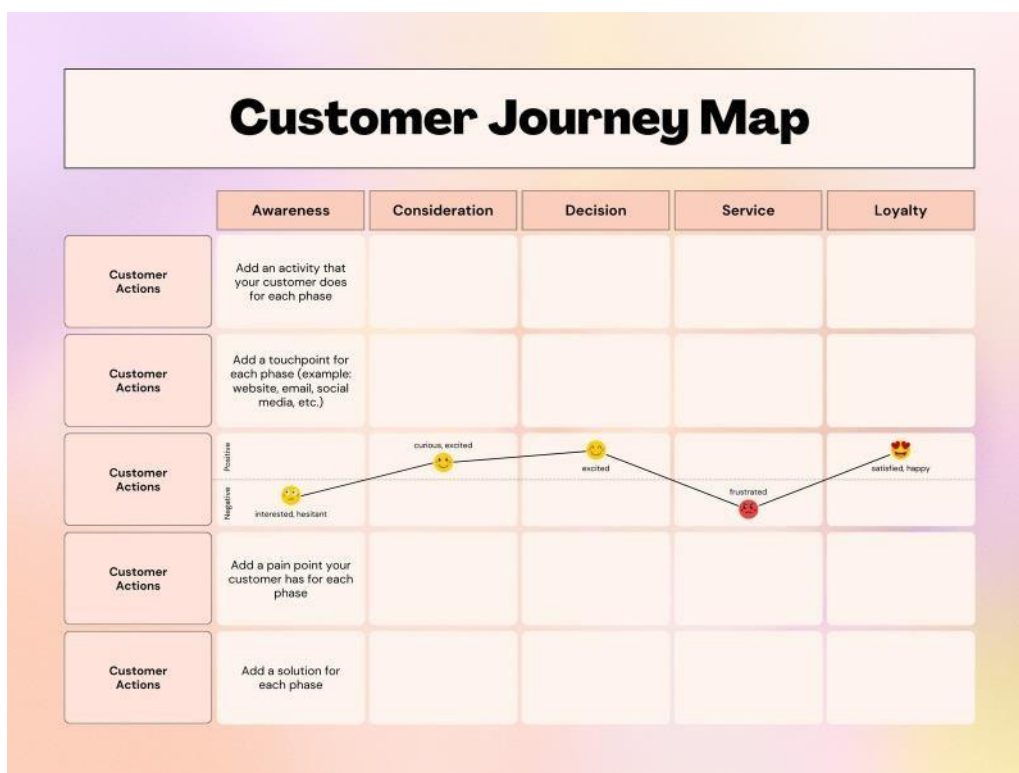 Customer Journey Map
Awareness
Consideration
Decision
Service
Loyalty
Customer
Actions
Add an activity that
your customer does
for each phase
Customer
Actions
Add a touchpoint for
each phase (example:
website, email, social
media, etc.)
Customer
Actions
Positive
Negative
interested, hesitant
curious, excited
excited
frustrated
satisfied, happy
Customer
Actions
Add a pain point your
customer has for each
phase
Customer
Actions
Add a solution for
each phase